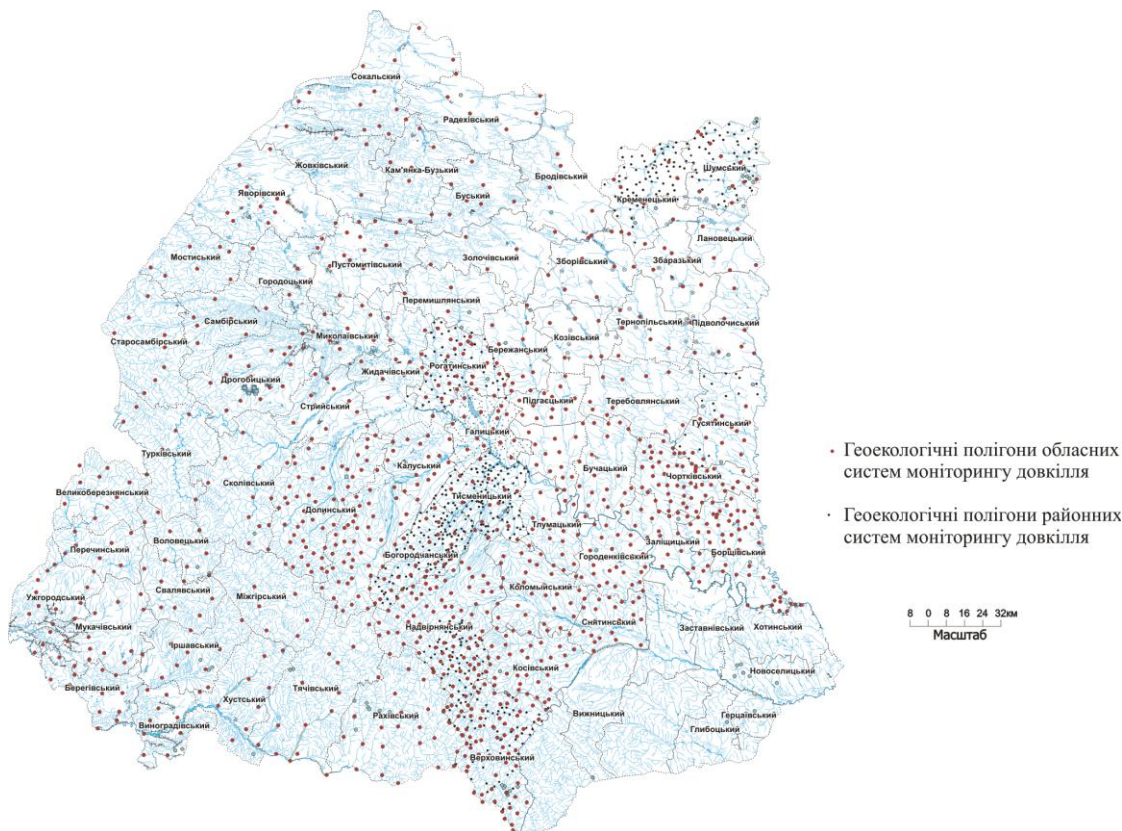 Сокальский
Радехівський
Жовківський
Кам'янка-Бузький
Бродівський
Шумський
Кременецький
Яворівский
Буський
Лановецький
Мостиський
Пустомитівський
Золочівський
Зборівський
Збаразький
Городоцький
Перемишлянський
Самбірський
Тернопільський
Підволочиський
Старосамбірський
Миколаївський
Козівський
Бережанський
Рогатинський
Жидачівський
Дрогобицький
Стрийський
Підгаєцький
Теребовлянський
Гусятинський
Галицький
Турківський
Калуський
Бучацький
Чортківський
Сколівський
Великоберезнянський
Тисменицький
Долинський
Тлумацький
Воловецький
Перечинський
Богородчанський
Городенківський
Заліщицький
Борщівський
Свалявський
Міжгірський
Коломыйський
Ужгородський
Мукачівський
Надвірнянський
Снятинський
Заставнівський
Хотинський
Іршавський
Косівський
Новоселицький
Берегівський
Тячівський
Хустський
Рахівський
Вижницький
Герцаївський
Виноградівський
Глибоцький
Верховинський
Геоекологічні полігони обласних
систем моніторингу довкілля
Геоекологічні полігони районних
систем моніторингу довкілля
8 0 8 16 24 32км
Масштаб